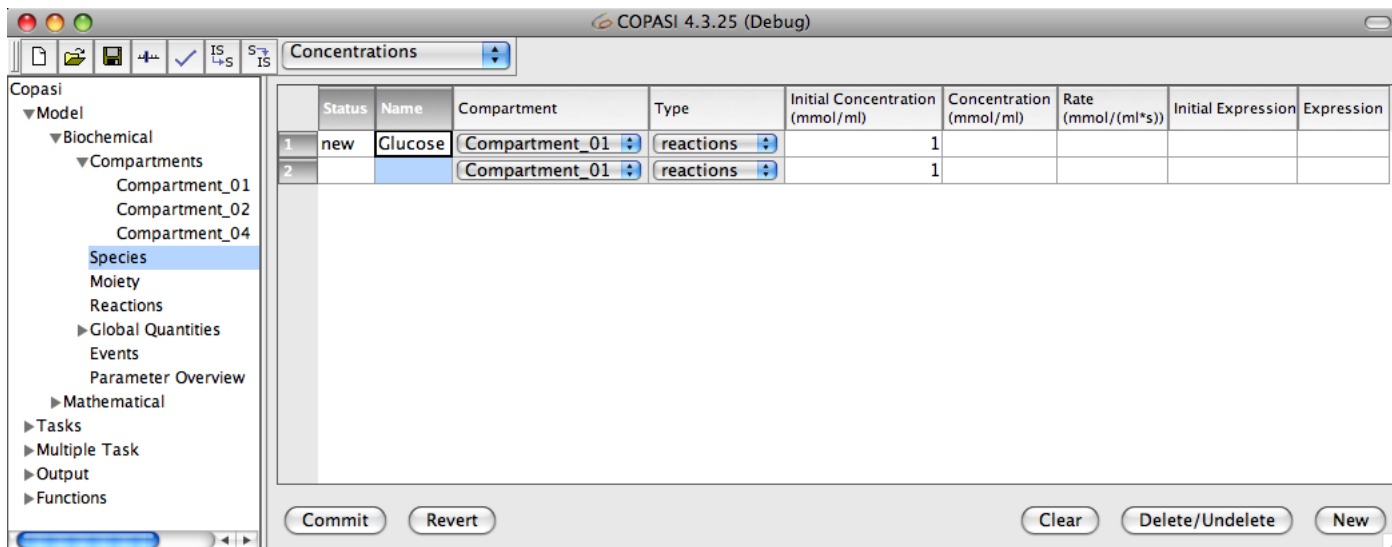 COPASI 4.3.25 (Debug)
IS S S IS Concentrations
Copasi
Model
Biochemical
Compartments
Compartment_01
Compartment_02
Compartment_04
Species
Moiety
Reactions
Global Quantities
Events
Parameter Overview
Mathematical
Tasks
Multiple Task
Output
Functions
Status Name Compartment Type Initial Concentration (mmol/ml) Concentration (mmol/ml) Rate (mmol/(ml*s)) Initial Expression Expression
1 new Glucose Compartment_01 reactions 1
2 Compartment_01 reactions 1
Commit Revert Clear Delete/Undelete New